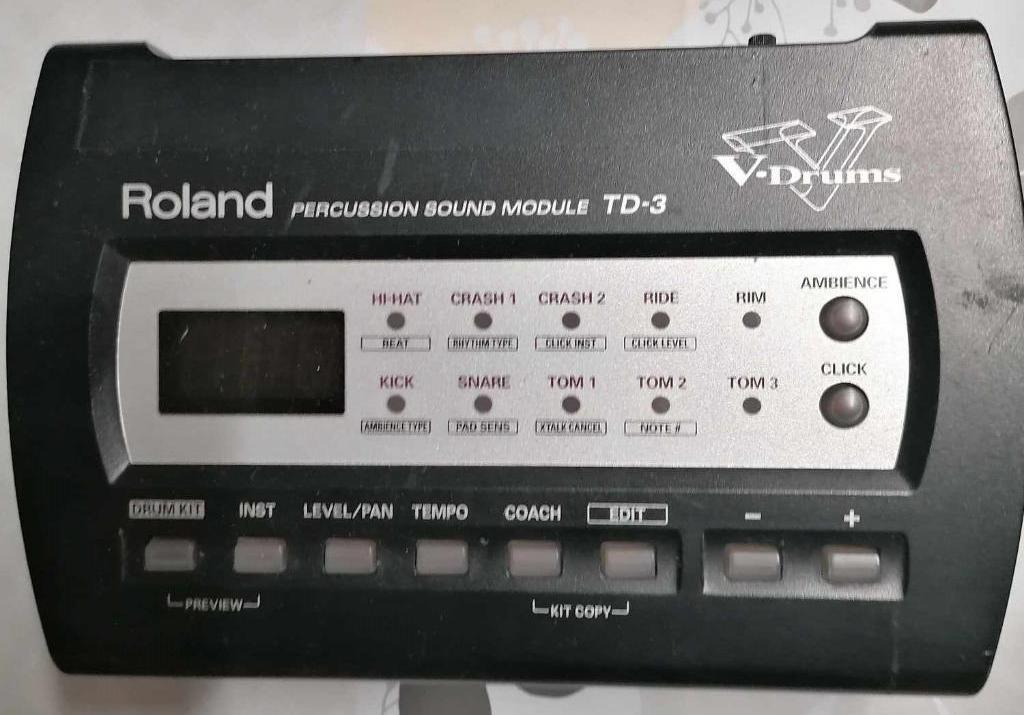 V-Drums
Roland PERCUSSION SOUND MODULE TD-3
AMBIENCE
HI-HAT CRASH 1 CRASH 2 RIDE RIM
BEAT RHYTHM TYPE CLICK INST CLICK LEVEL
CLICK
KICK SNARE TOM 1 TOM 2 TOM 3
AMBIENCE TYPE PAD SENS XTALK CANCEL NOTE #
DRUM KIT INST LEVEL/PAN TEMPO COACH EDIT - +
PREVIEW KIT COPY